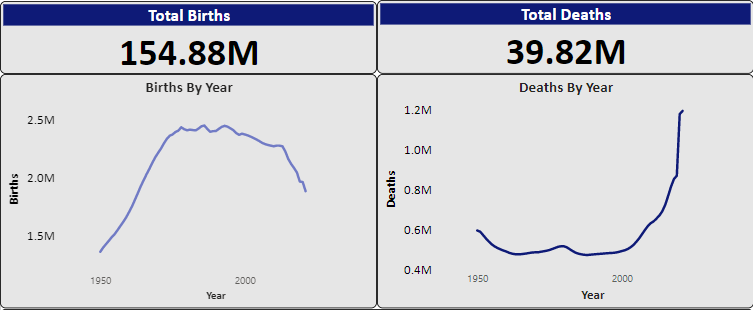 Total Births
154.88M
Births By Year
2.5M
2.0M
1.5M
Births
1950
2000
Year
Total Deaths
39.82M
Deaths By Year
1.2M
1.0M
0.8M
0.6M
0.4M
Deaths
1950
2000
Year